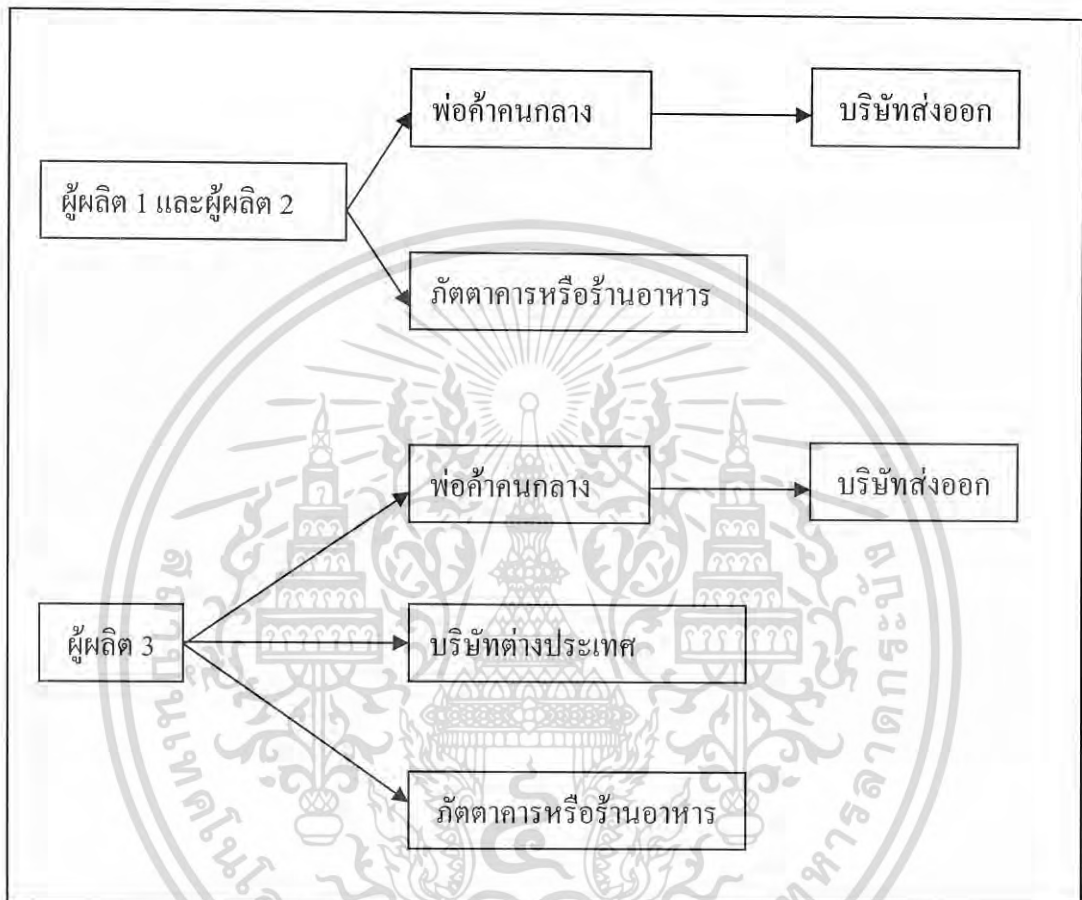 พ่อค้าคนกลาง
บริษัทส่งออก
ผู้ผลิต 1 และผู้ผลิต 2
ภัตตาคารหรือร้านอาหาร
พ่อค้าคนกลาง
บริษัทส่งออก
ผู้ผลิต 3
บริษัทต่างประเทศ
ภัตตาคารหรือร้านอาหาร